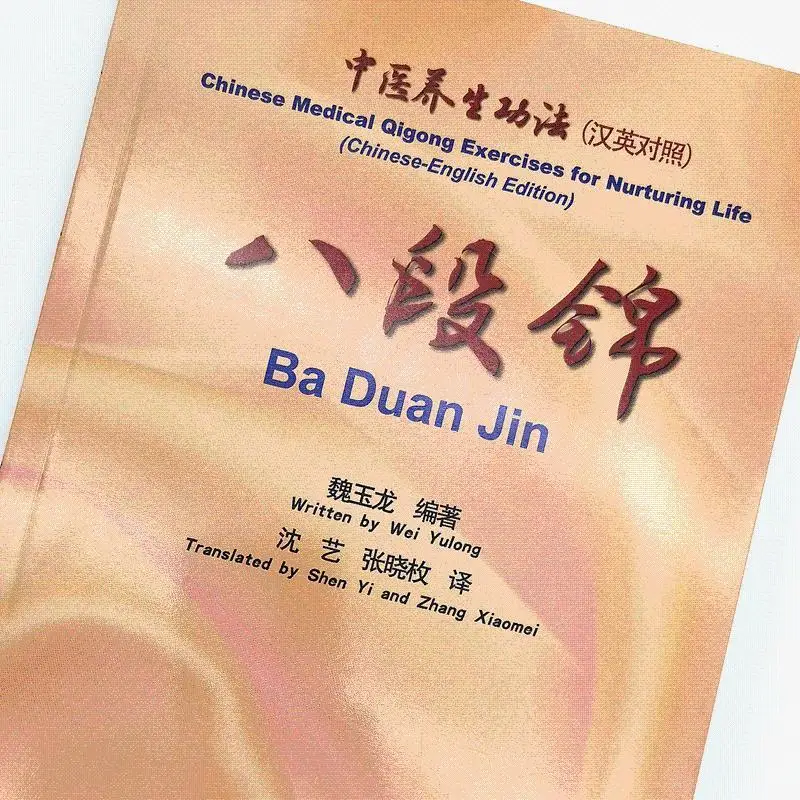 中医养生功法(汉英对照)
Chinese Medical Qigong Exercises for Nurturing Life
(Chinese-English Edition)
八段锦
Ba Duan Jin
魏玉龙 编著
Written by Wei Yulong
沈 艺 张晓枚 译
Translated by Shen Yi and Zhang Xiaomei